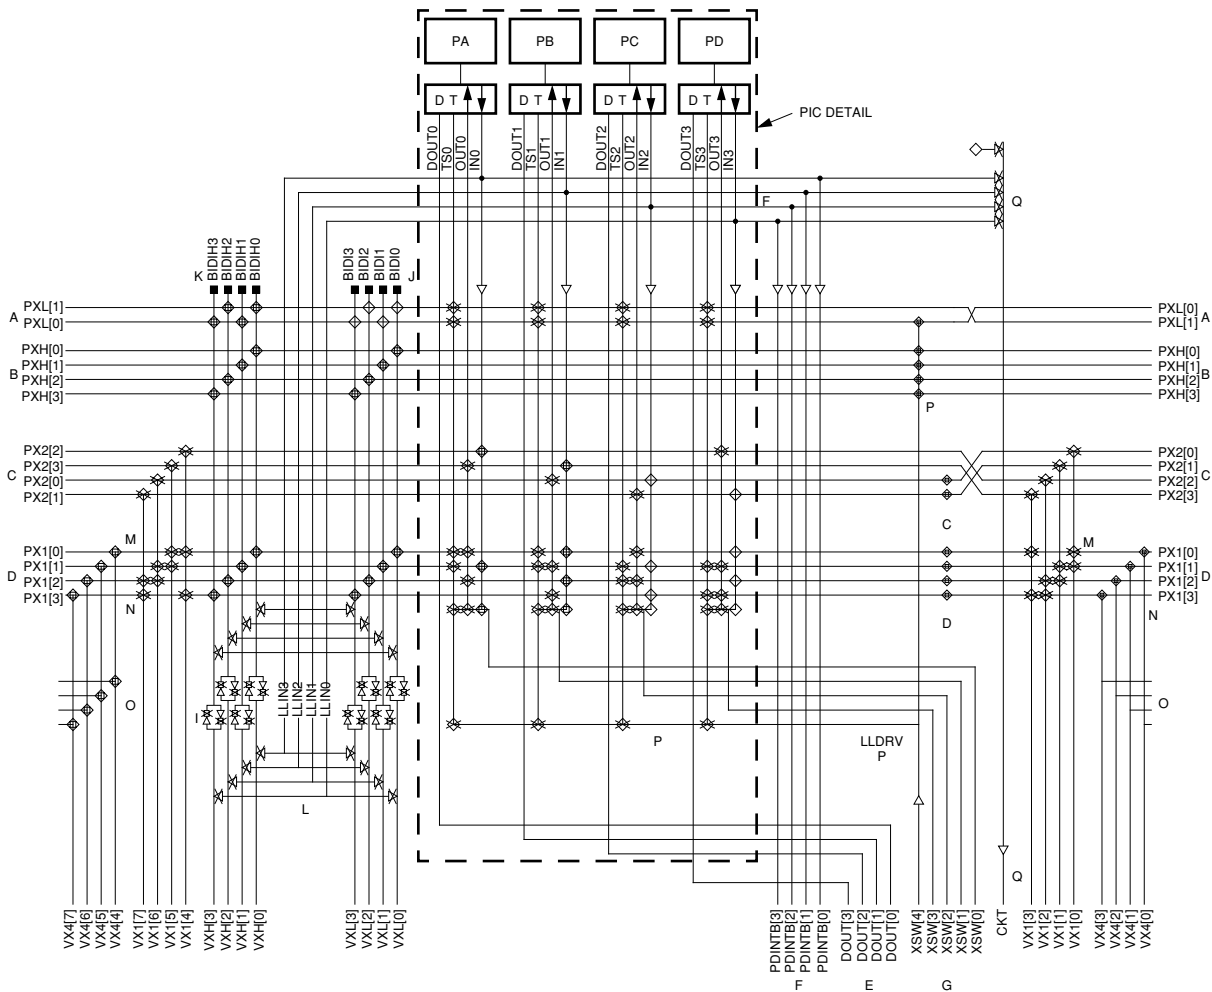 PA
PB
PC
PD
D T
D T
D T
D T
PIC DETAIL
DOUT0
TS0
OUT0
IN0
DOUT1
TS1
OUT1
IN1
DOUT2
TS2
OUT2
IN2
DOUT3
TS3
OUT3
IN3
F
Q
K
BIDIH3
BIDIH2
BIDIH1
BIDIH0
BIDI3
BIDI2
BIDI1
BIDI0
J
A
PXL[1]
PXL[0]
PXL[0]
PXL[1]
A
B
PXH[0]
PXH[1]
PXH[2]
PXH[3]
PXH[0]
PXH[1]
PXH[2]
PXH[3]
B
P
C
PX2[2]
PX2[3]
PX2[0]
PX2[1]
PX2[0]
PX2[1]
PX2[2]
PX2[3]
C
C
M
M
D
PX1[0]
PX1[1]
PX1[2]
PX1[3]
PX1[0]
PX1[1]
PX1[2]
PX1[3]
D
N
D
N
O
O
I
LLIN3
LLIN2
LLIN1
LLIN0
P
LLDRV
P
L
Q
VX4[7]
VX4[6]
VX4[5]
VX4[4]
VX1[7]
VX1[6]
VX1[5]
VX1[4]
VXH[3]
VXH[2]
VXH[1]
VXH[0]
VXL[3]
VXL[2]
VXL[1]
VXL[0]
PDINTB[3]
PDINTB[2]
PDINTB[1]
PDINTB[0]
DOUT[3]
DOUT[2]
DOUT[1]
DOUT[0]
XSW[4]
XSW[3]
XSW[2]
XSW[1]
XSW[0]
CKT
VX1[3]
VX1[2]
VX1[1]
VX1[0]
VX4[3]
VX4[2]
VX4[1]
VX4[0]
F
E
G